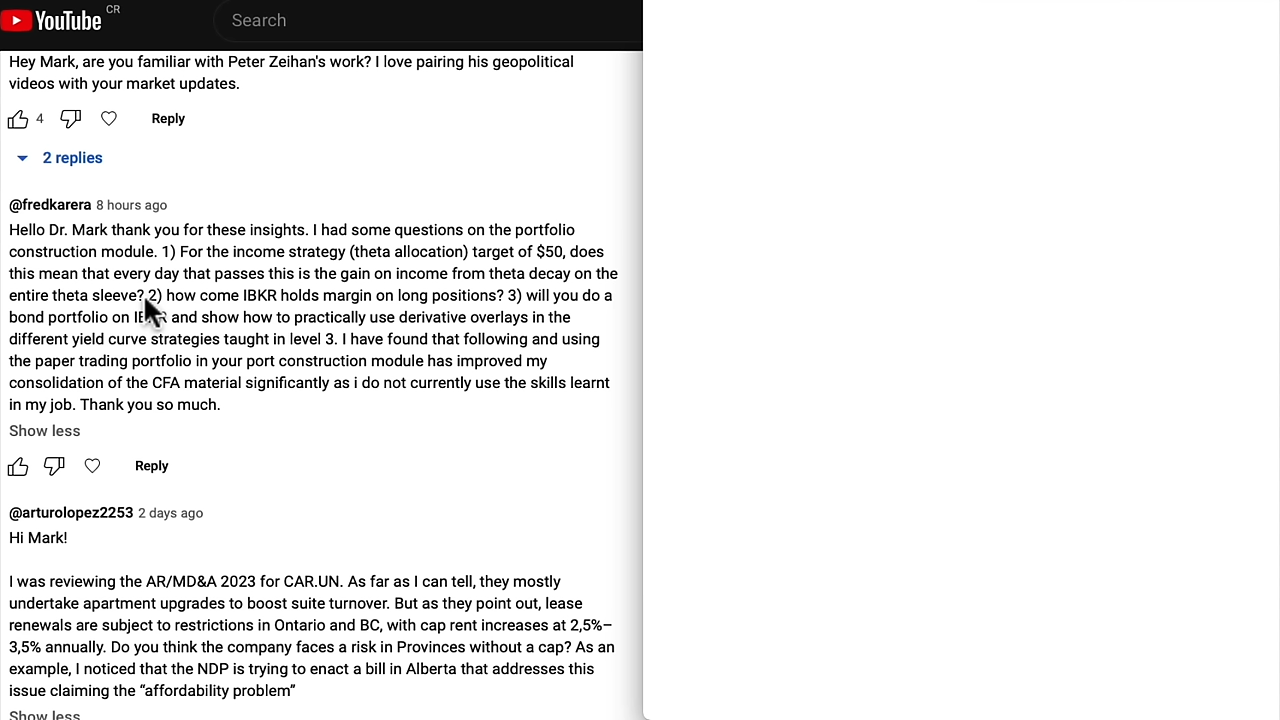 YouTube CR
Search
Hey Mark, are you familiar with Peter Zeihan's work? I love pairing his geopolitical
videos with your market updates.
4 Reply
2 replies
@fredkarera 8 hours ago
Hello Dr. Mark thank you for these insights. I had some questions on the portfolio
construction module. 1) For the income strategy (theta allocation) target of $50, does
this mean that every day that passes this is the gain on income from theta decay on the
entire theta sleeve? 2) how come IBKR holds margin on long positions? 3) will you do a
bond portfolio on and show how to practically use derivative overlays in the
different yield curve strategies taught in level 3. I have found that following and using
the paper trading portfolio in your port construction module has improved my
consolidation of the CFA material significantly as i do not currently use the skills learnt
in my job. Thank you so much.
Show less
Reply
@arturolopez2253 2 days ago
Hi Mark!
I was reviewing the AR/MD&A 2023 for CAR.UN. As far as I can tell, they mostly
undertake apartment upgrades to boost suite turnover. But as they point out, lease
renewals are subject to restrictions in Ontario and BC, with cap rent increases at 2,5%–
3,5% annually. Do you think the company faces a risk in Provinces without a cap? As an
example, I noticed that the NDP is trying to enact a bill in Alberta that addresses this
issue claiming the “affordability problem”
Show less